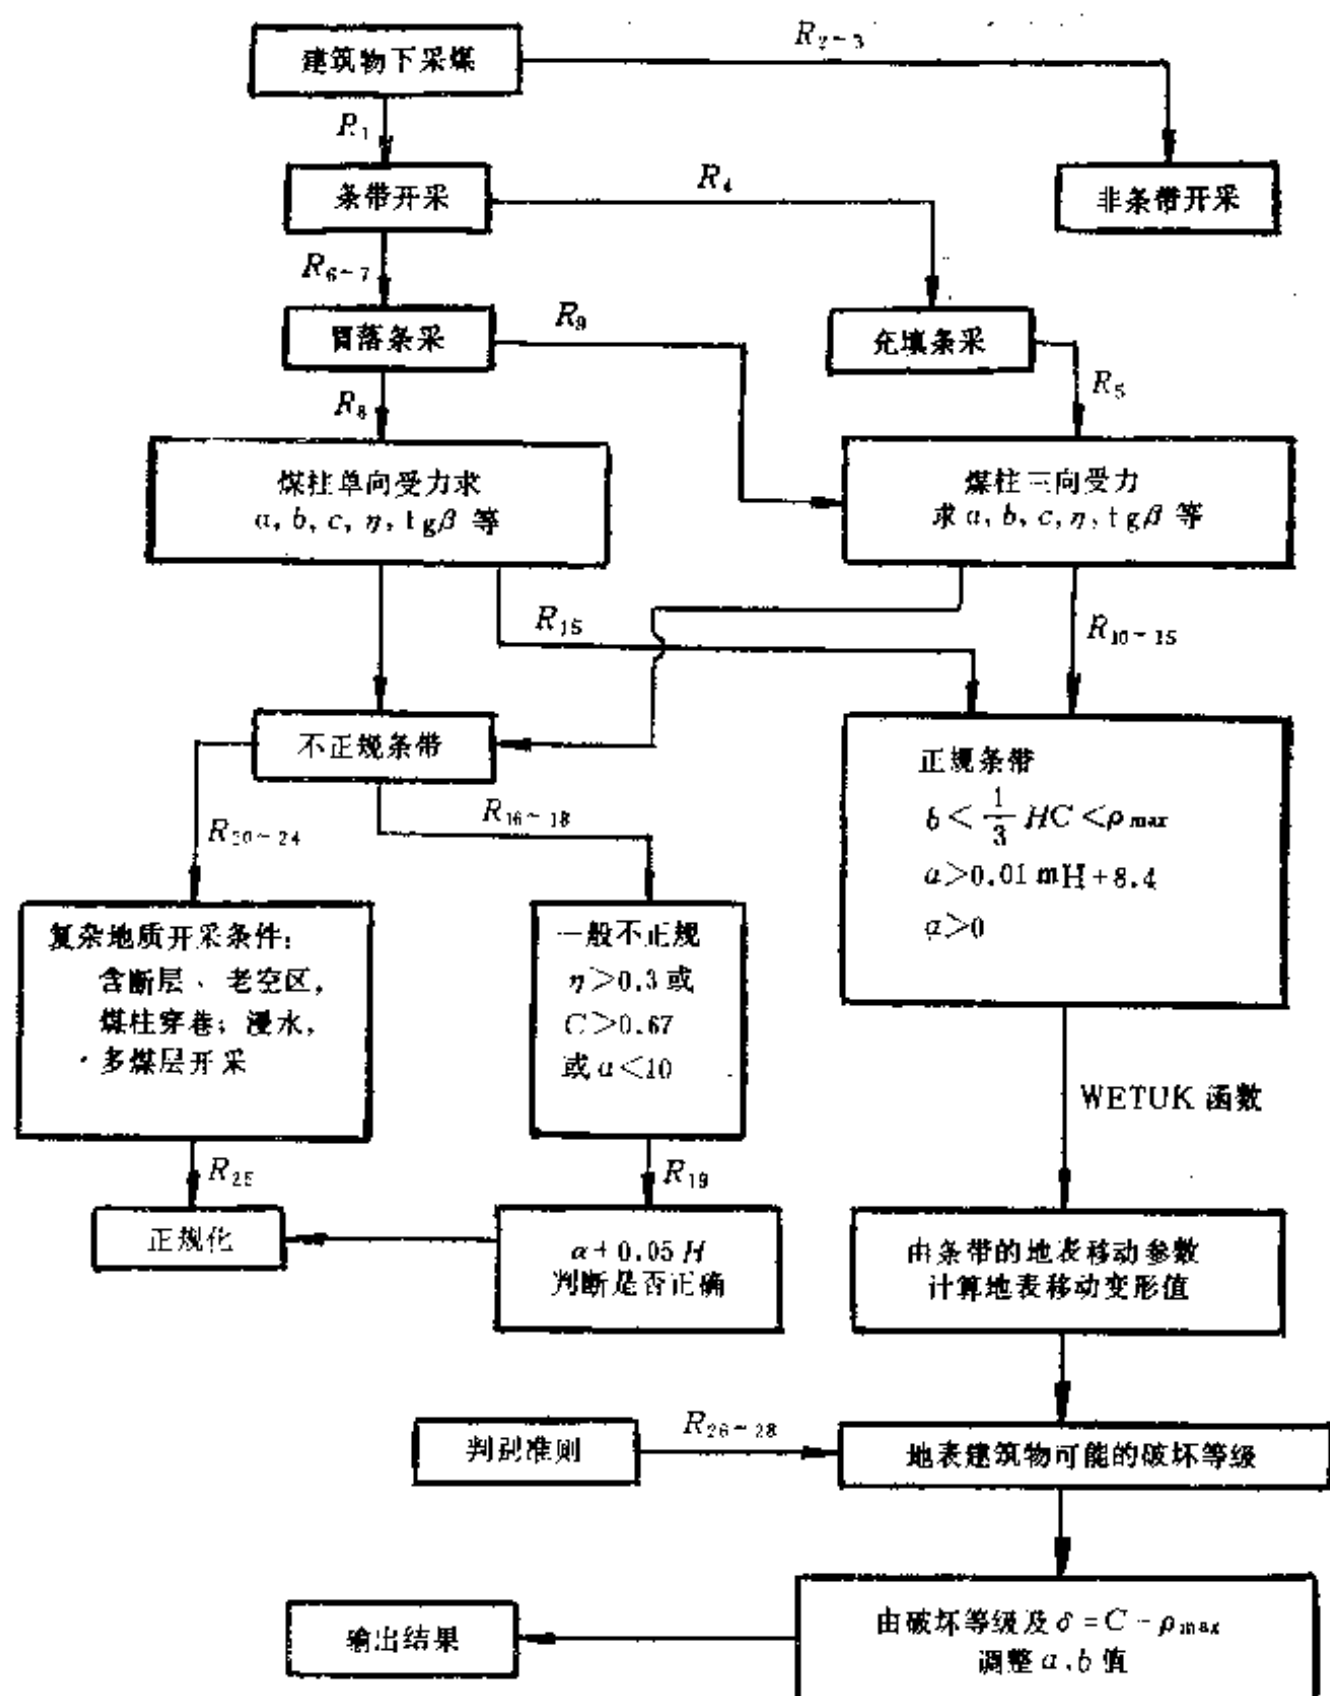 建筑物下采煤
R₂~₃
R₁
条带开采
R₄
非条带开采
R₆~₇
冒落条采
R₉
充填条采
R₅
R₈
煤柱单向受力求
a, b, c, η, tgβ 等
煤柱三向受力
求 a, b, c, η, tgβ 等
R₁₅
R₁₀~₁₅
不正规条带
正规条带
b<1/3 HC<ρmax
a>0.01mH+8.4
a>0
R₂₀~₂₄
R₁₆~₁₈
复杂地质开采条件:
含断层、老空区,
煤柱穿巷; 浸水,
多煤层开采
一般不正规
η>0.3 或
C>0.67
或 a<10
WETUK 函数
R₂₅
R₁₉
正规化
a+0.05H
判断是否正确
由条带的地表移动参数
计算地表移动变形值
判别准则
R₂₆~₂₈
地表建筑物可能的破坏等级
输出结果
由破坏等级及 δ=C-ρmax
调整 a、b 值